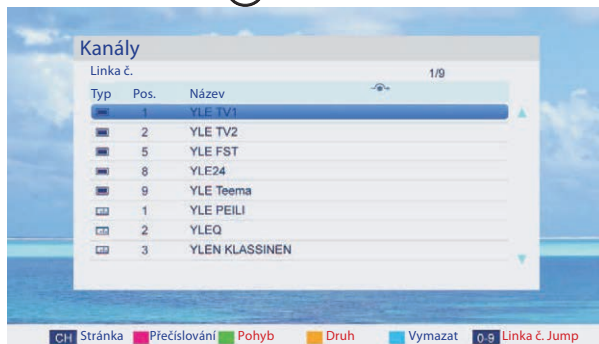 Kanály
Linka č. 1/9
Typ Pos. Název
1 YLE TV1
2 YLE TV2
5 YLE FST
8 YLE24
9 YLE Teema
1 YLE PEILI
2 YLEQ
3 YLEN KLASSINEN
CH Stránka Přečíslování Pohyb Druh Vymazat 0-9 Linka č. Jump